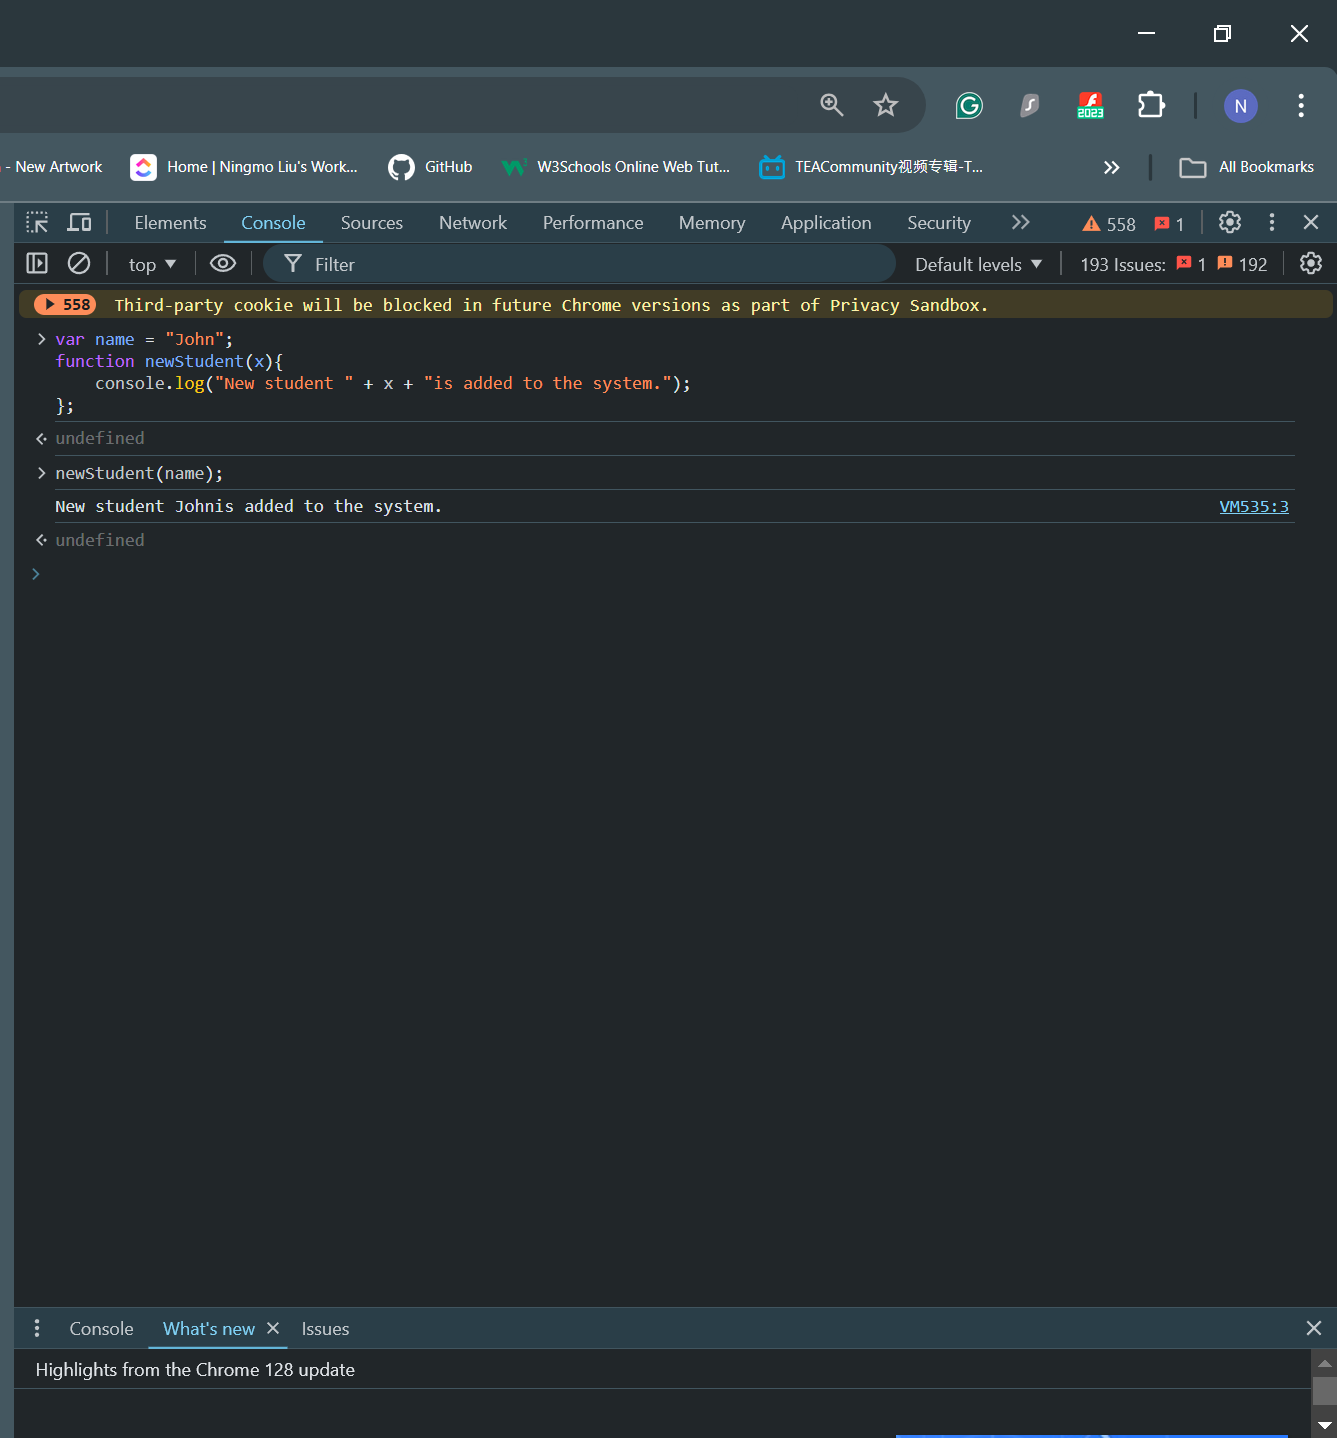 - New Artwork
Home | Ningmo Liu's Work...
GitHub
W3Schools Online Web Tut...
TEACommunity视频专辑-T...
All Bookmarks
2023
N
Elements Console Sources Network Performance Memory Application Security 558 1
top Filter Default levels 193 Issues: 1 192
558 Third-party cookie will be blocked in future Chrome versions as part of Privacy Sandbox.
var name = "John";
function newStudent(x){
console.log("New student " + x + "is added to the system.");
};
undefined
newStudent(name);
New student Johnis added to the system. VM535:3
undefined
Console What's new Issues
Highlights from the Chrome 128 update